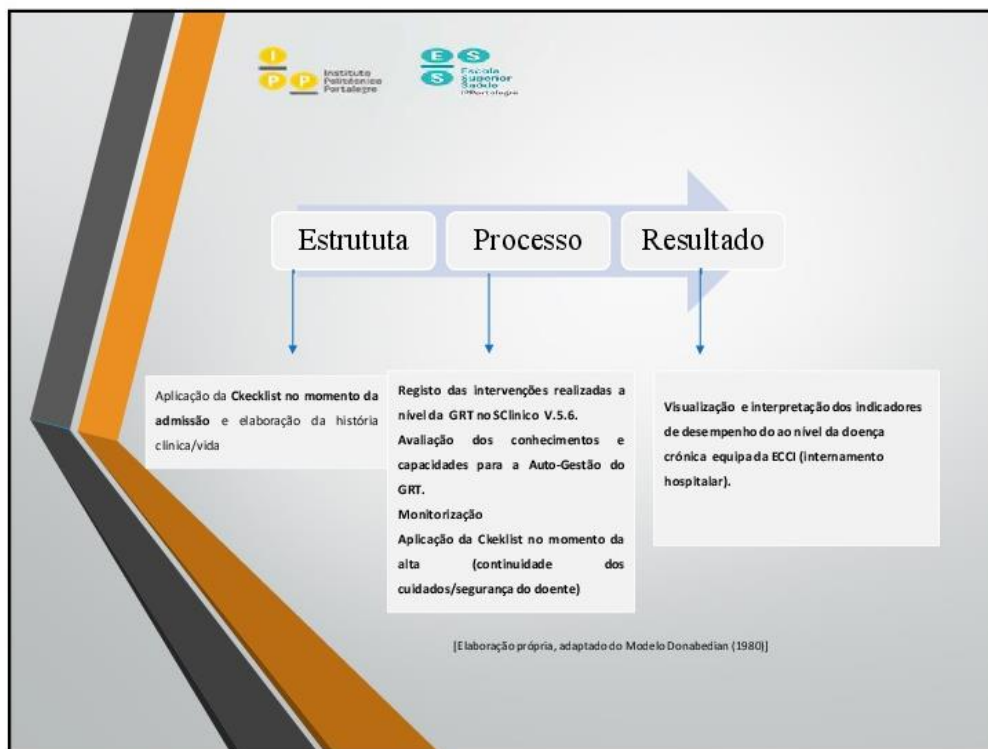 I
P P
Instituto
Politécnico
Portalegre
E S
S
Escola
Superior
Saúde
Estrututa
Processo
Resultado
Aplicação da Ckecklist no momento da
admissão e elaboração da história
clínica/vida
Registo das intervenções realizadas a
nível da GRT no SClinico V.5.6.
Avaliação dos conhecimentos e
capacidades para a Auto-Gestão do
GRT.
Monitorização
Aplicação da Ckeklist no momento da
alta (continuidade dos
cuidados/segurança do doente)
Visualização e interpretação dos indicadores
de desempenho do ao nível da doença
crónica equipa da ECCI (internamento
hospitalar).
[Elaboração própria, adaptado do Modelo Donabedian (1980)]